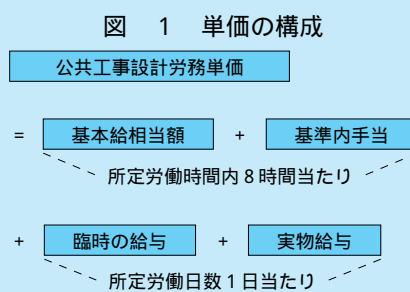 図　1　単価の構成
公共工事設計労務単価
= 基本給相当額 + 基準内手当
所定労働時間内8時間当たり
+ 臨時の給与 + 実物給与
所定労働日数1日当たり